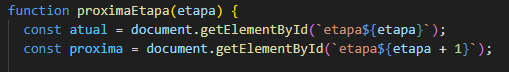 function proximaEtapa(etapa) {
  const atual = document.getElementById(`etapa${etapa}`);
  const proxima = document.getElementById(`etapa${etapa + 1}`);